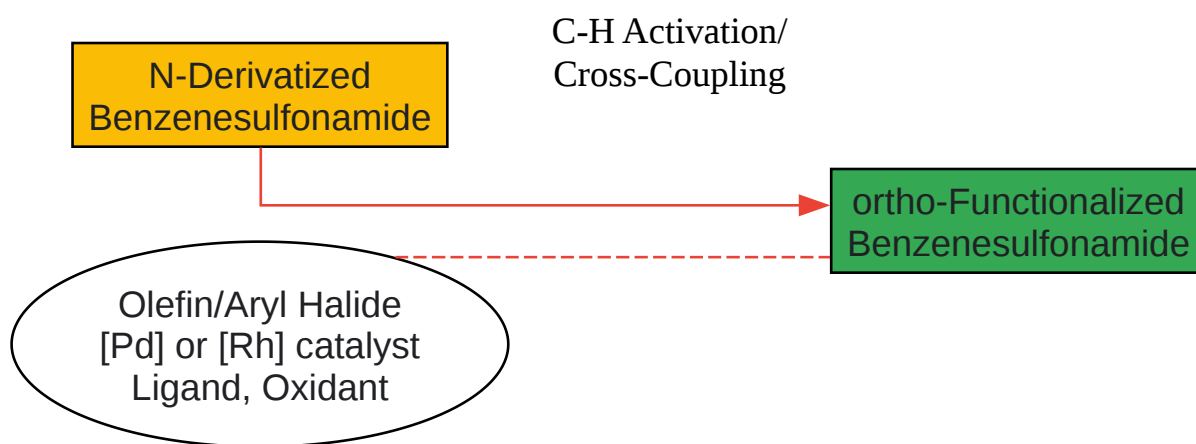 C-H Activation/
Cross-Coupling
N-Derivatized
Benzenesulfonamide
ortho-Functionalized
Benzenesulfonamide
Olefin/Aryl Halide
[Pd] or [Rh] catalyst
Ligand, Oxidant